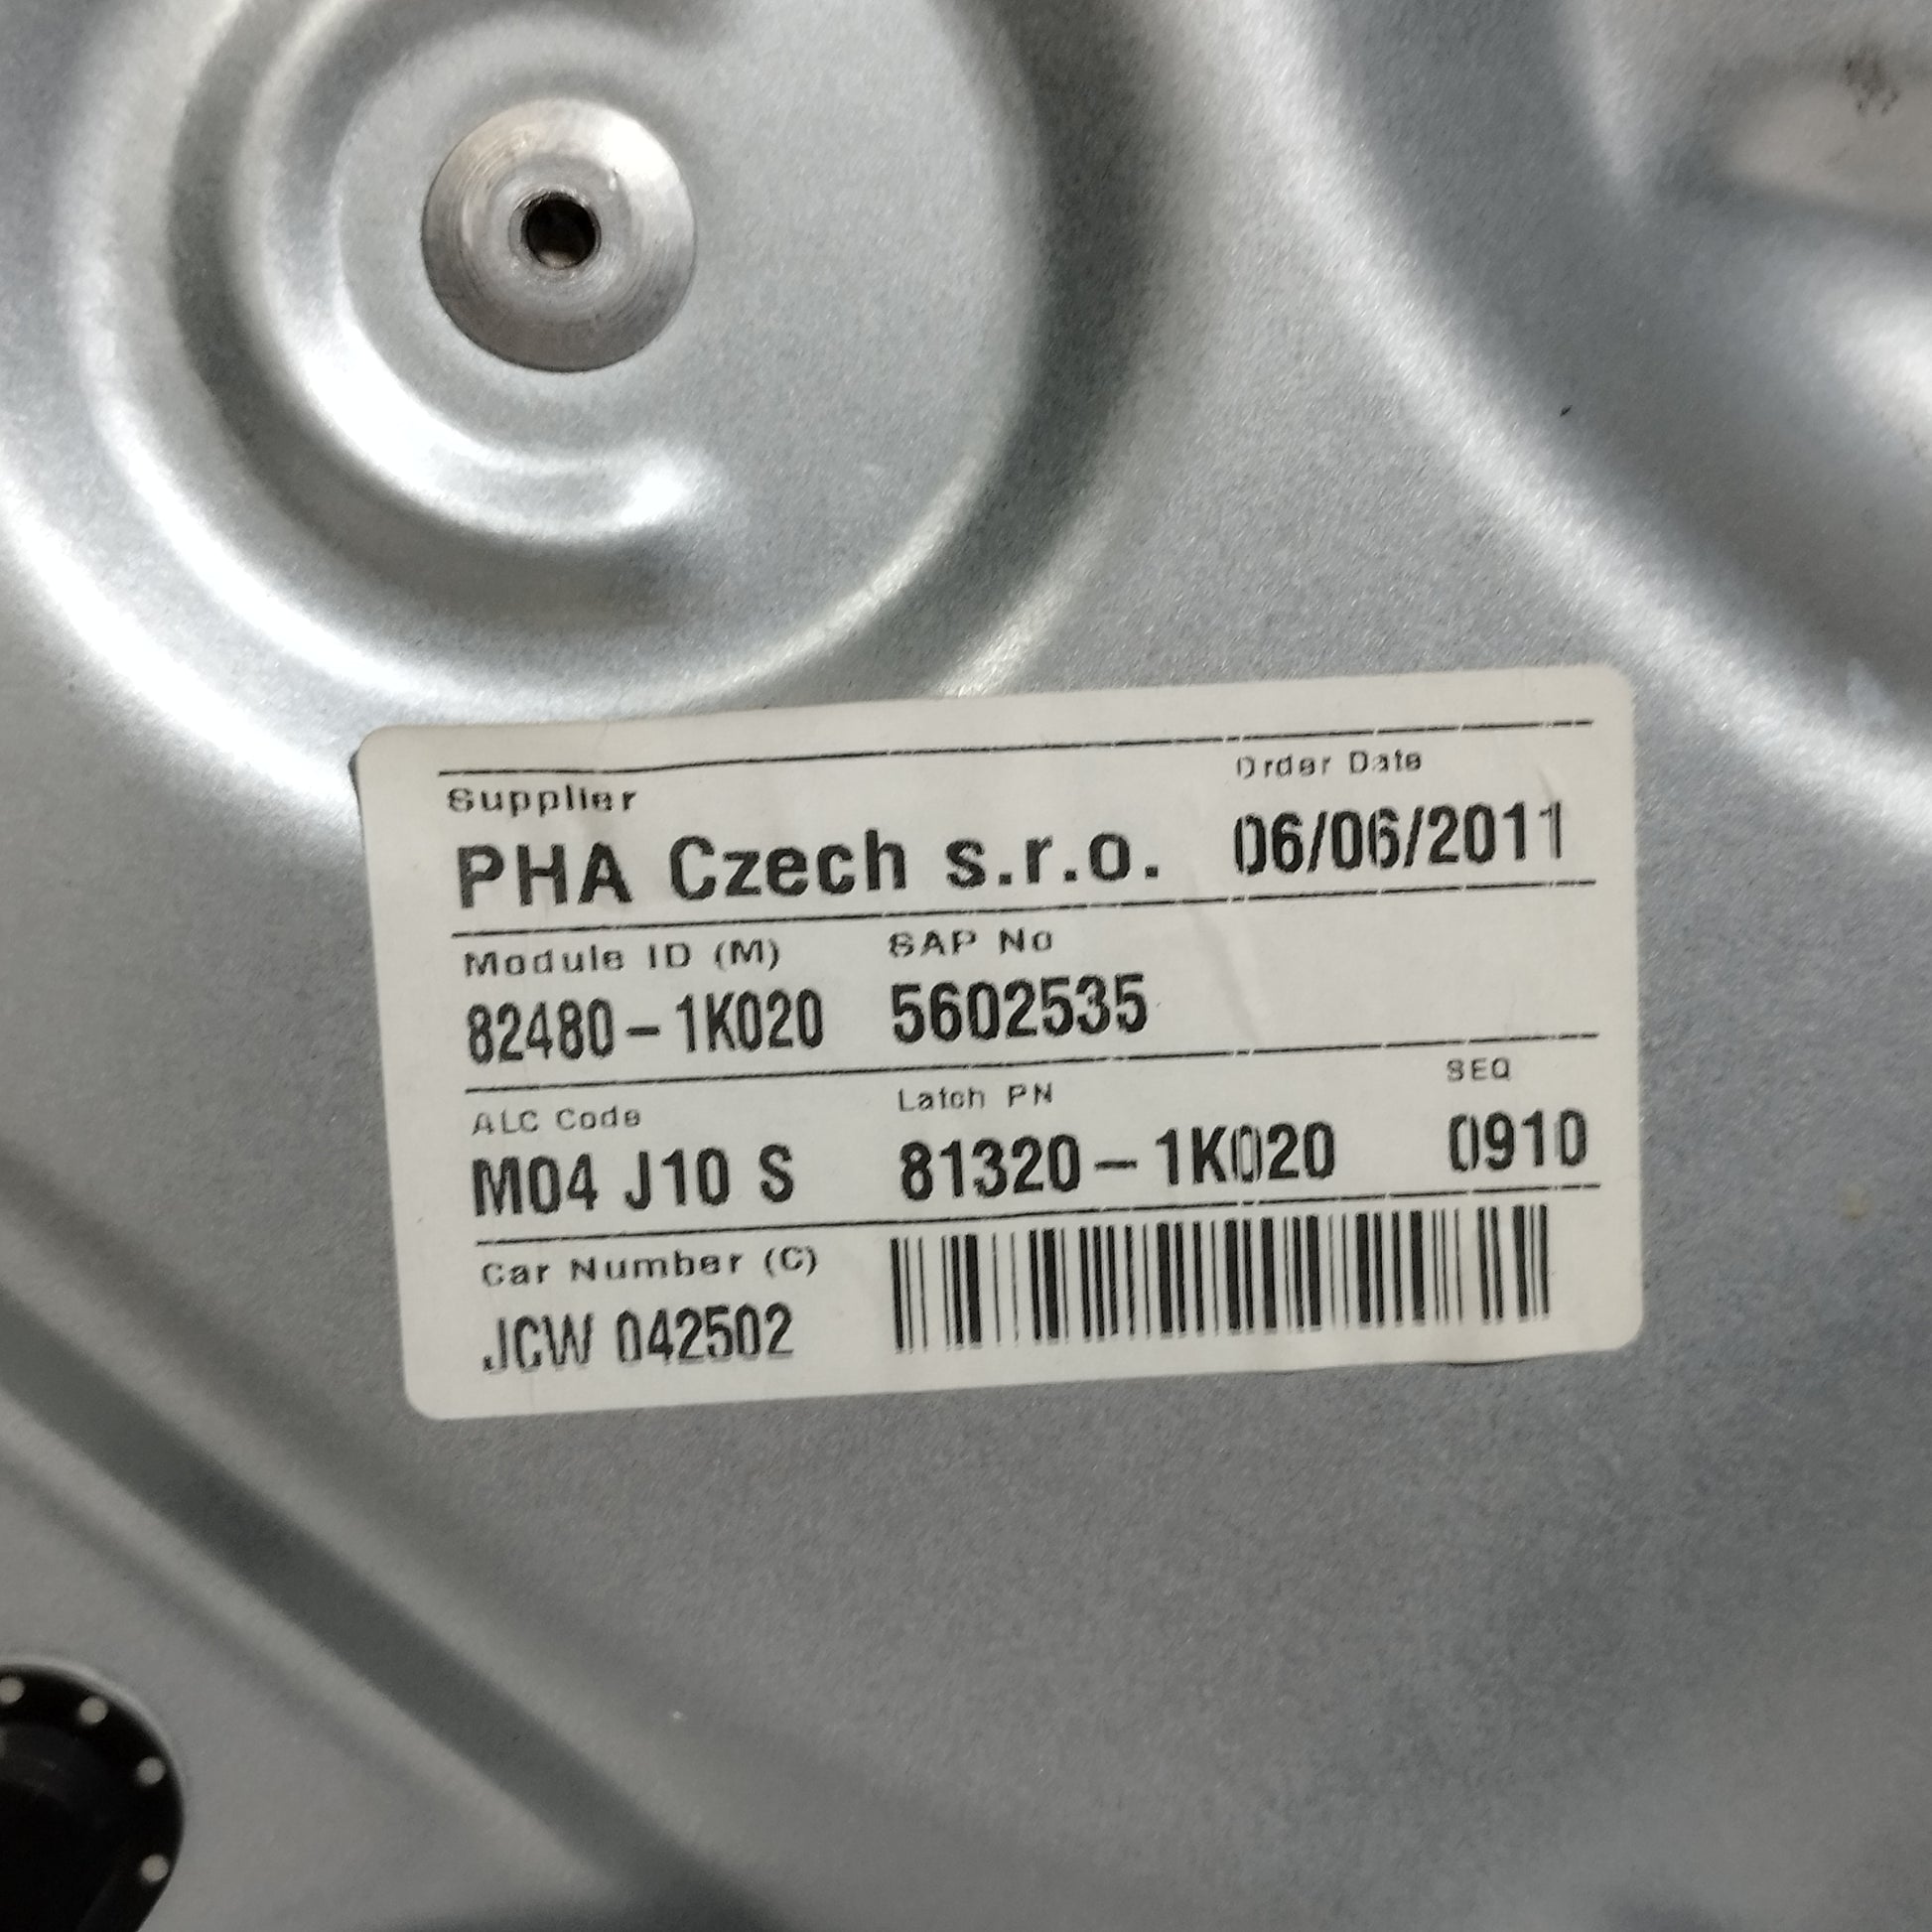 Supplier Order Date
PHA Czech s.r.o. 06/06/2011
Module ID (M) SAP No
82480-1K020 5602535
ALC Code Latch PN SEQ
M04 J10 S 81320-1K020 0910
Car Number (C)
JCW 042502